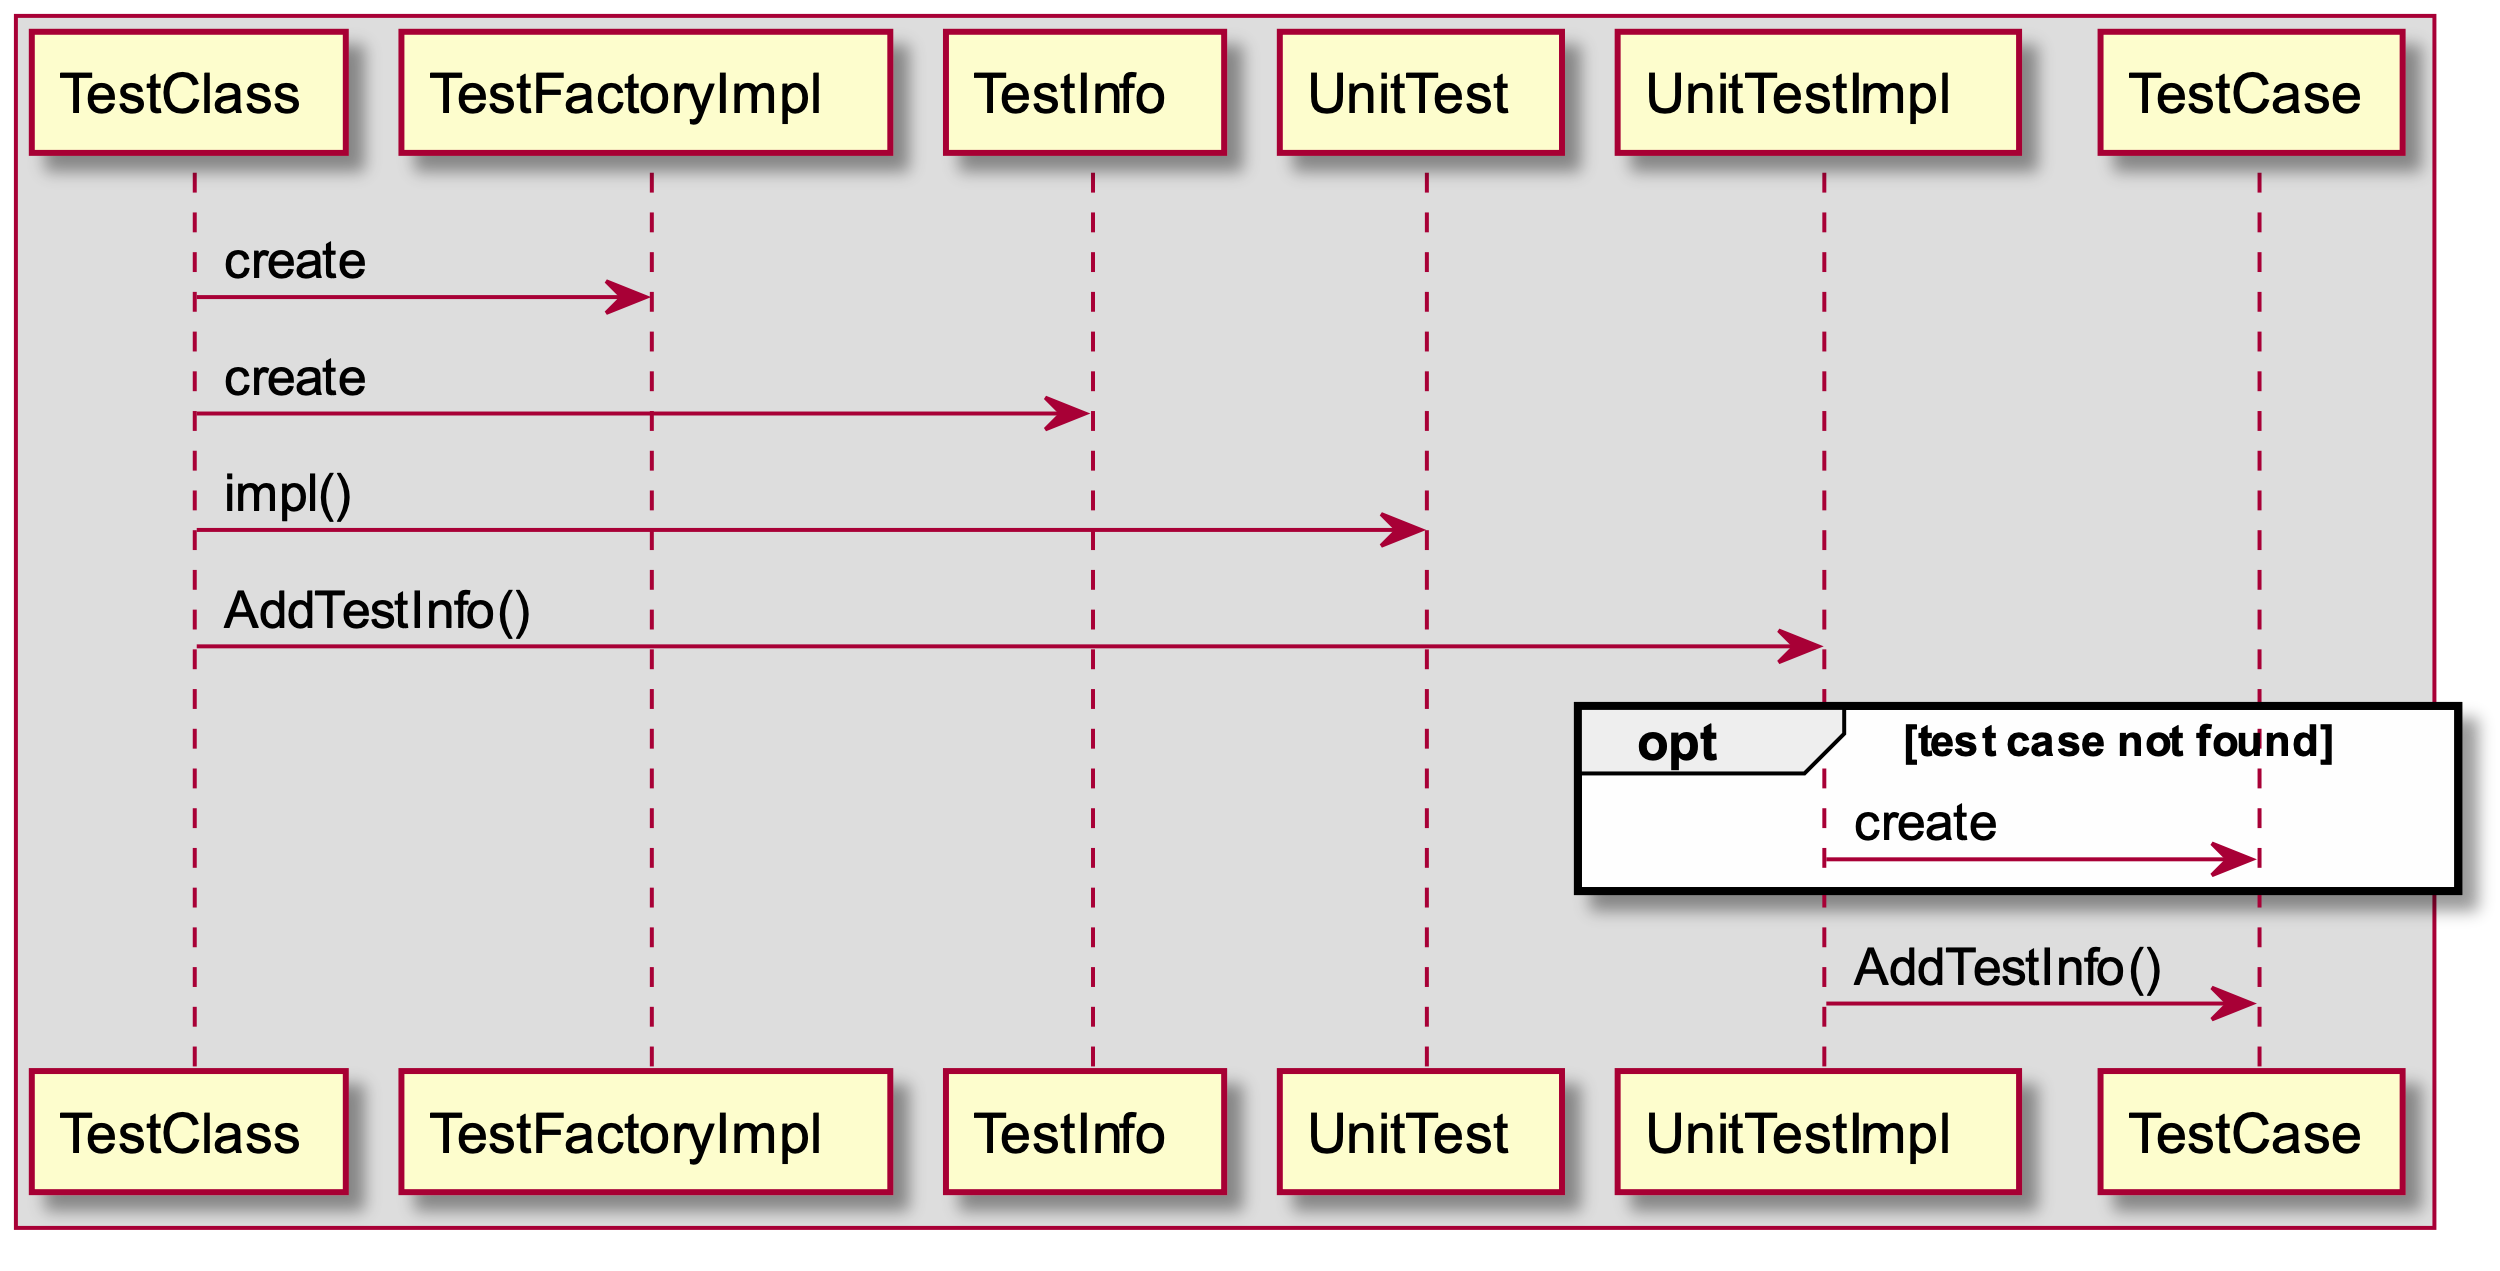 TestClass TestFactoryImpl TestInfo UnitTest UnitTestImpl TestCase
create
create
impl()
AddTestInfo()
opt [test case not found]
create
AddTestInfo()
TestClass TestFactoryImpl TestInfo UnitTest UnitTestImpl TestCase